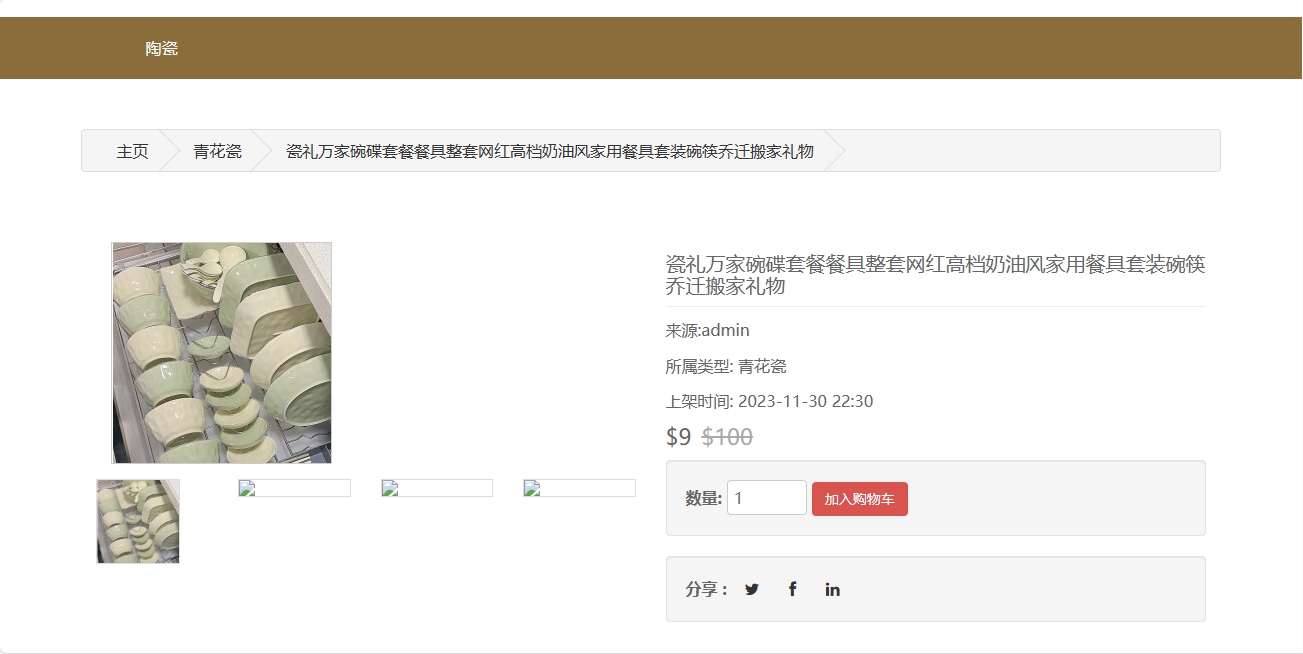 陶瓷
主页
青花瓷
瓷礼万家碗碟套餐餐具整套网红高档奶油风家用餐具套装碗筷乔迁搬家礼物
瓷礼万家碗碟套餐餐具整套网红高档奶油风家用餐具套装碗筷
乔迁搬家礼物
来源:admin
所属类型: 青花瓷
上架时间: 2023-11-30 22:30
$9 $100
数量: 1 加入购物车
分享 :